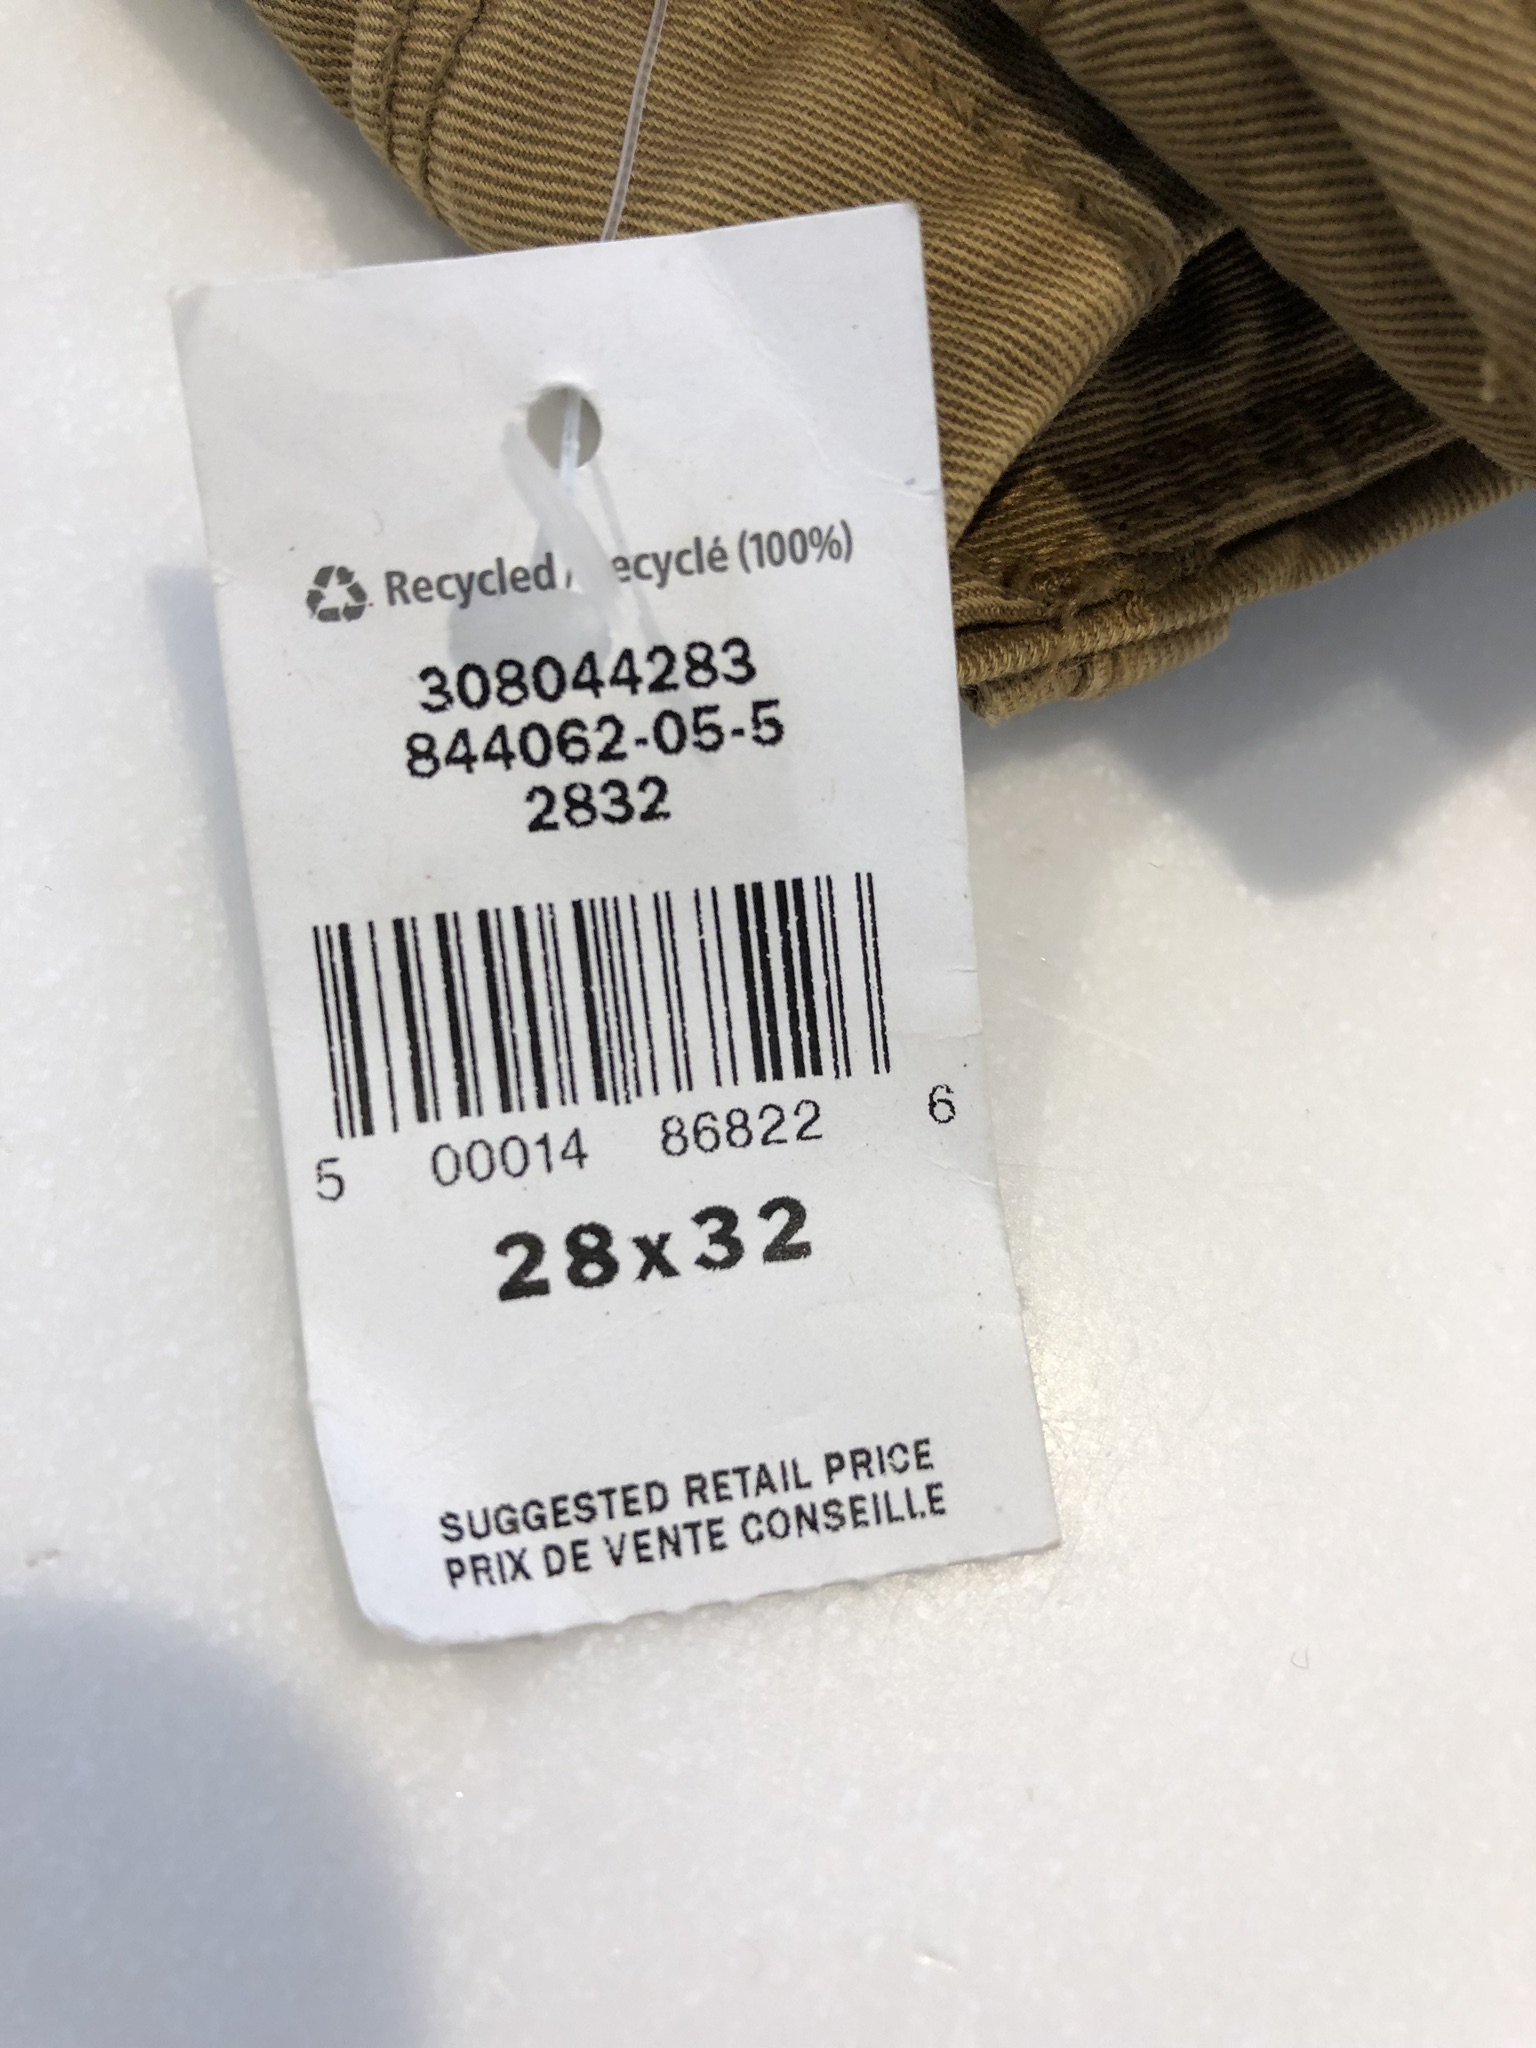 Recycled / Recyclé (100%)
308044283
844062-05-5
2832
5 00014 86822 6
28x32
SUGGESTED RETAIL PRICE
PRIX DE VENTE CONSEILLE